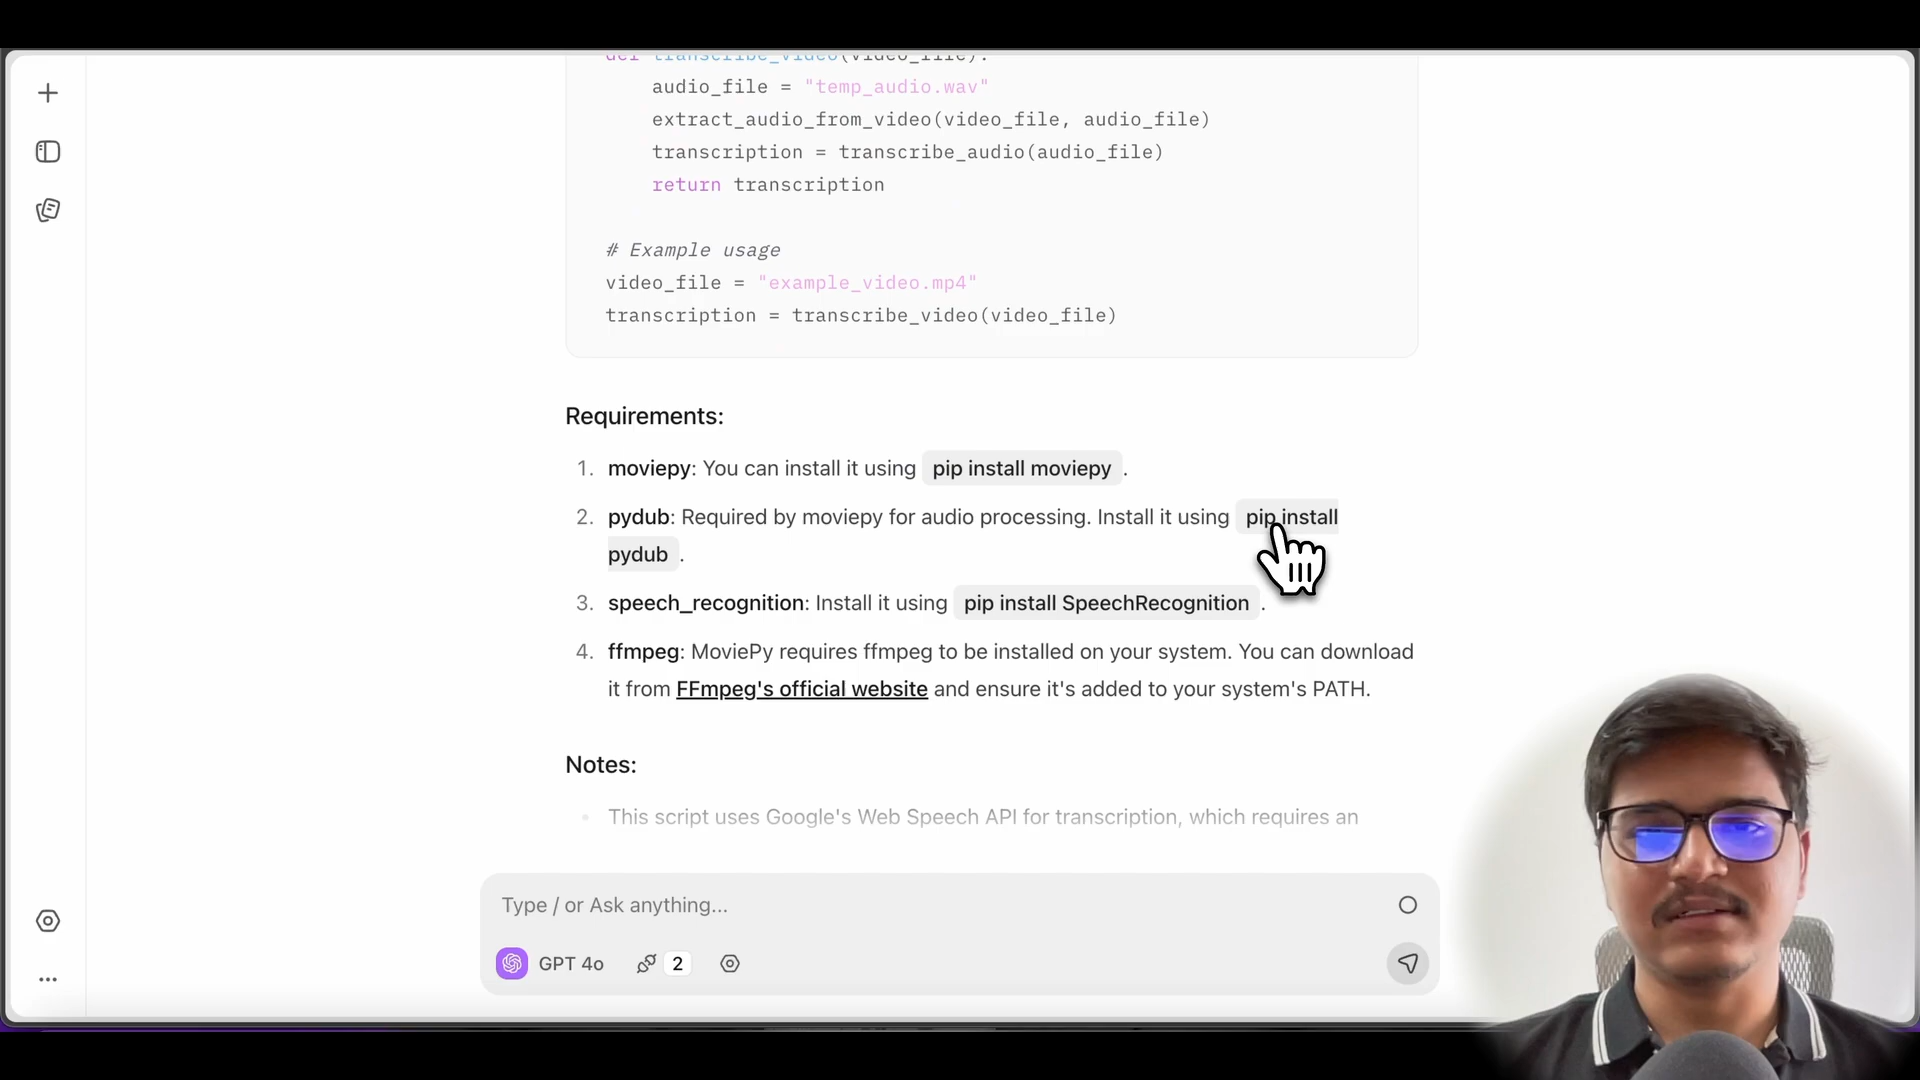 def transcribe_video(video_file):
audio_file = "temp_audio.wav"
extract_audio_from_video(video_file, audio_file)
transcription = transcribe_audio(audio_file)
return transcription
# Example usage
video_file = "example_video.mp4"
transcription = transcribe_video(video_file)
Requirements:
1. moviepy: You can install it using pip install moviepy .
2. pydub: Required by moviepy for audio processing. Install it using pip install
pydub .
3. speech_recognition: Install it using pip install SpeechRecognition .
4. ffmpeg: MoviePy requires ffmpeg to be installed on your system. You can download
it from FFmpeg's official website and ensure it's added to your system's PATH.
Notes:
• This script uses Google's Web Speech API for transcription, which requires an
Type / or Ask anything...
GPT 4o 2